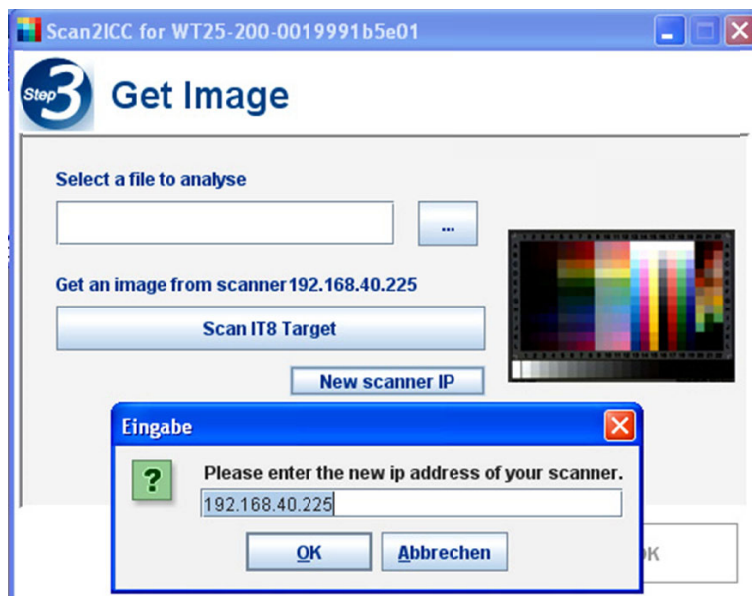 Scan2ICC for WT25-200-0019991b5e01
Step 3 Get Image
Select a file to analyse
...
Get an image from scanner192.168.40.225
Scan IT8 Target
New scanner IP
Eingabe
Please enter the new ip address of your scanner.
192.168.40.225
OK Abbrechen